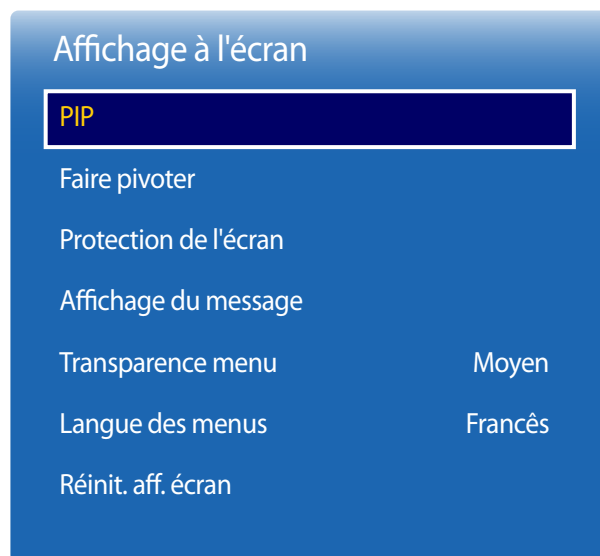 Affichage à l'écran
PIP
Faire pivoter
Protection de l'écran
Affichage du message
Transparence menu Moyen
Langue des menus Francês
Réinit. aff. écran